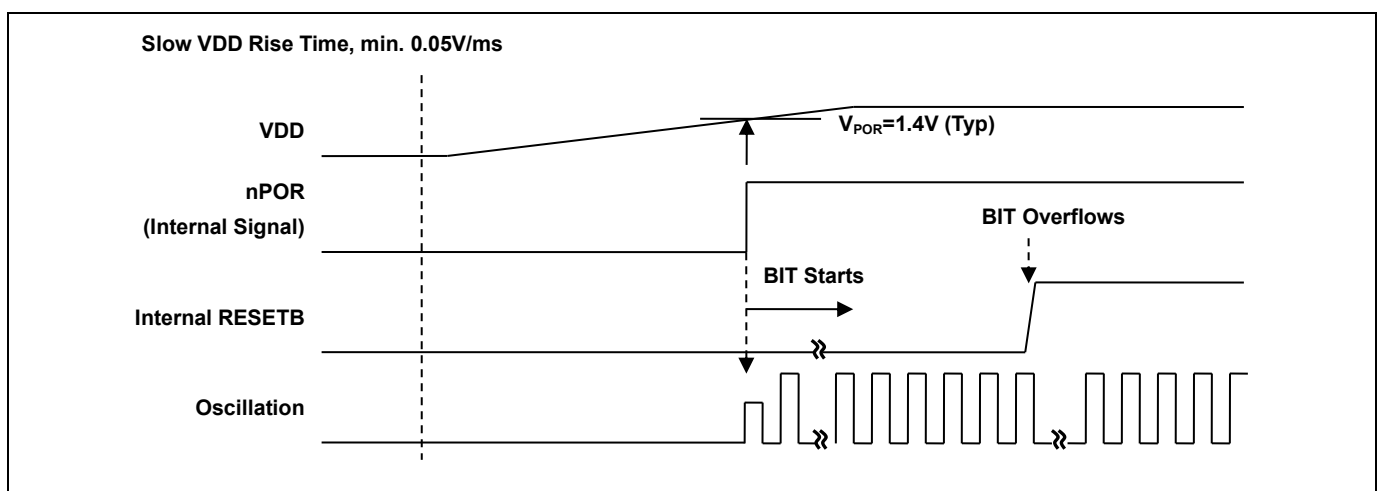 Slow VDD Rise Time, min. 0.05V/ms
VDD
VPOR=1.4V (Typ)
nPOR
(Internal Signal)
BIT Overflows
BIT Starts
Internal RESETB
Oscillation